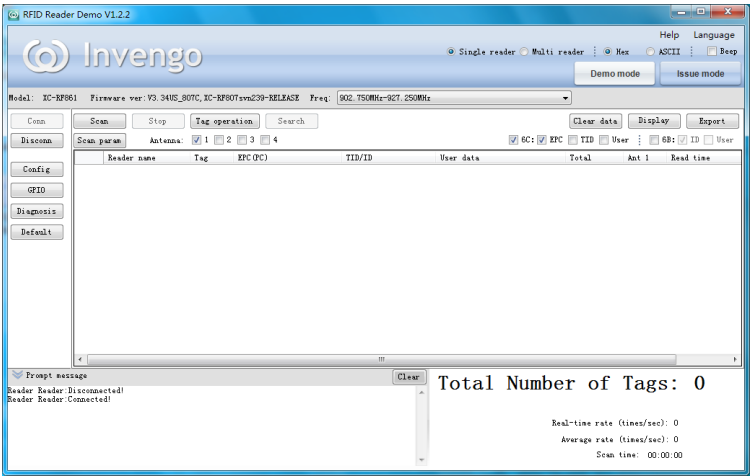 RFID Reader Demo V1.2.2
Help Language
Invengo
Single reader Multi reader Hex ASCII Beep
Demo mode Issue mode
Model: XC-RF861 Firmware ver:V3.34US_807C,XC-RF807svn239-RELEASE Freq: 902.750MHz-927.250MHz
Conn Scan Stop Tag operation Search Clear data Display Export
Disconn Scan param Antenna: 1 2 3 4 6C: EPC TID User 6B: ID User
Reader name Tag EPC(PC) TID/ID User data Total Ant 1 Read time
Config
GPIO
Diagnosis
Default
Prompt message Clear
Reader Reader:Disconnected!
Reader Reader:Connected!
Total Number of Tags: 0
Real-time rate (times/sec): 0
Average rate (times/sec): 0
Scan time: 00:00:00